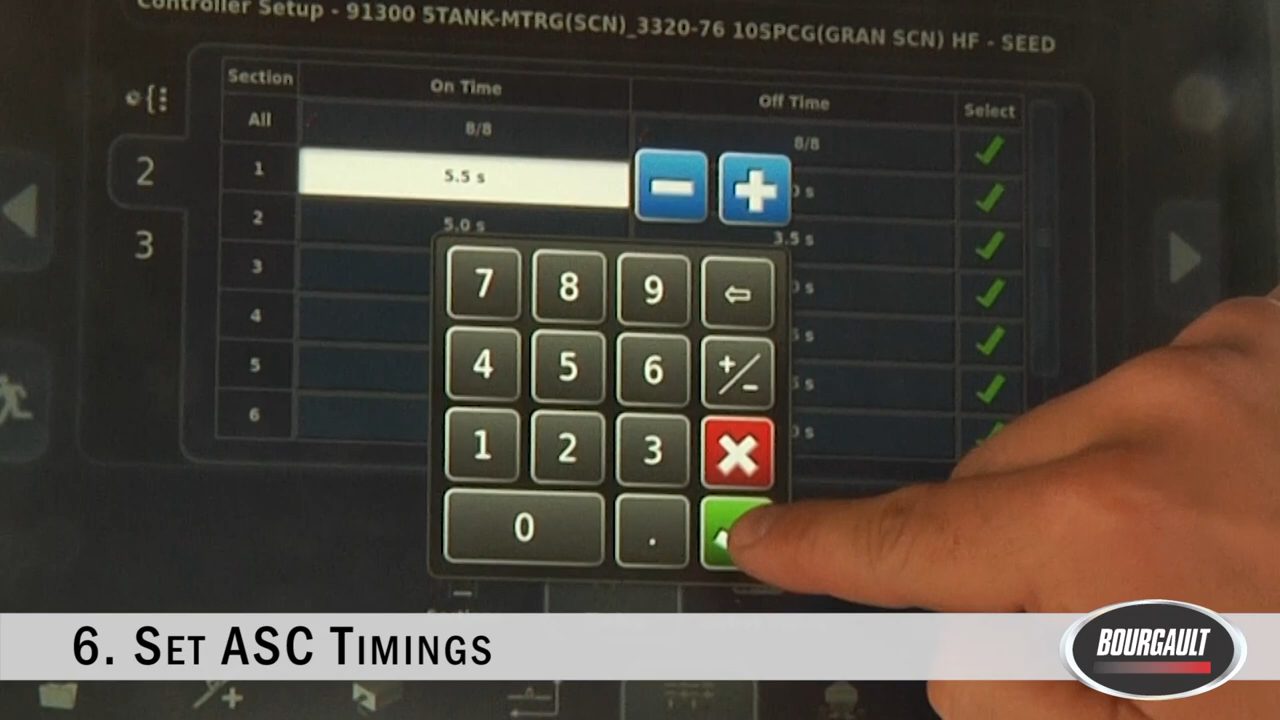 Controller Setup - 91300 5TANK-MTRG(SCN)_3320-76 10SPCG(GRAN SCN) HF - SEED
Section On Time Off Time Select
All 8/8 8/8
1 5.5 s s
2 5.0 s 3.5 s
3 s
4 s
5 s
6 s
2
3
7 8 9
4 5 6 +/-
1 2 3
0 .
6. SET ASC TIMINGS
BOURGAULT